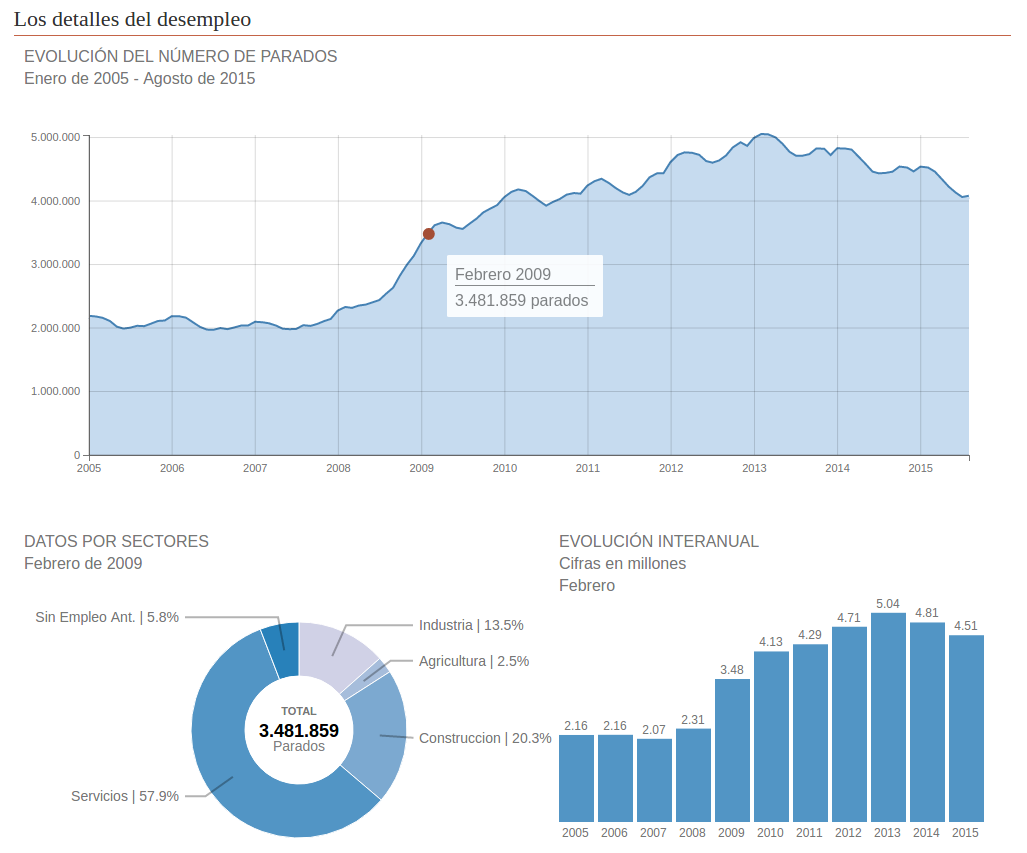 Los detalles del desempleo
EVOLUCIÓN DEL NÚMERO DE PARADOS
Enero de 2005 - Agosto de 2015
5.000.000
4.000.000
3.000.000
2.000.000
1.000.000
0
Febrero 2009
3.481.859 parados
2005 2006 2007 2008 2009 2010 2011 2012 2013 2014 2015
DATOS POR SECTORES
Febrero de 2009
Sin Empleo Ant. | 5.8%
Industria | 13.5%
Agricultura | 2.5%
Construccion | 20.3%
Servicios | 57.9%
TOTAL
3.481.859
Parados
EVOLUCIÓN INTERANUAL
Cifras en millones
Febrero
2.16 2.16 2.07 2.31 3.48 4.13 4.29 4.71 5.04 4.81 4.51
2005 2006 2007 2008 2009 2010 2011 2012 2013 2014 2015